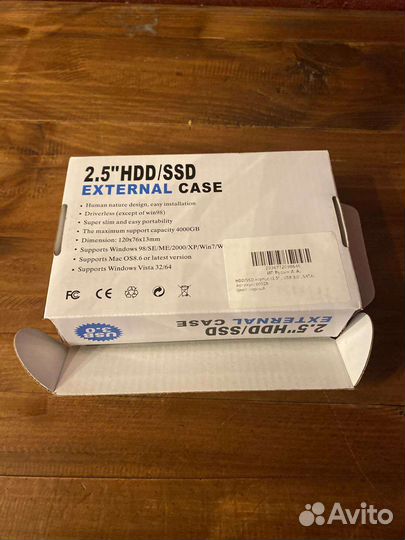 2.5"HDD/SSD
EXTERNAL CASE
• Human nature design, easy installation
• Driverless (except of win98)
• Super slim and easy portability
• The maximum support capacity 4000GB
• Dimension: 120x76x13mm
• Supports Windows 98/SE/ME/2000/XP/Win7/W
• Supports Mac OS8.6 or latest version
• Supports Windows Vista 32/64
FC CE
2.5"HDD/SSD
EXTERNAL CASE
USB
Avito